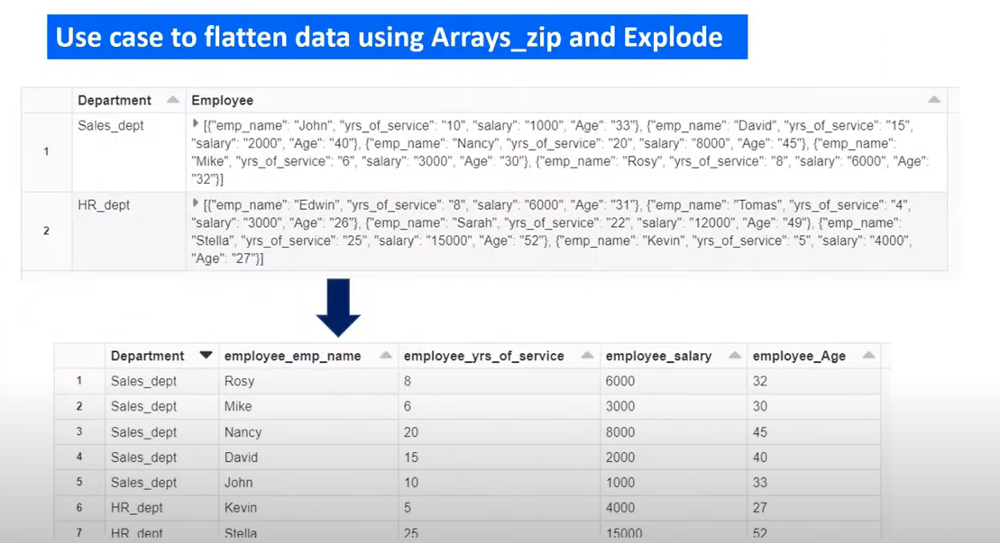 Use case to flatten data using Arrays_zip and Explode
Department Employee
1 Sales_dept [{"emp_name": "John", "yrs_of_service": "10", "salary": "1000", "Age": "33"}, {"emp_name": "David", "yrs_of_service": "15",
"salary": "2000", "Age": "40"}, {"emp_name": "Nancy", "yrs_of_service": "20", "salary": "8000", "Age": "45"}, {"emp_name":
"Mike", "yrs_of_service": "6", "salary": "3000", "Age": "30"}, {"emp_name": "Rosy", "yrs_of_service": "8", "salary": "6000", "Age":
"32"}]
2 HR_dept [{"emp_name": "Edwin", "yrs_of_service": "8", "salary": "6000", "Age": "31"}, {"emp_name": "Tomas", "yrs_of_service": "4",
"salary": "3000", "Age": "26"}, {"emp_name": "Sarah", "yrs_of_service": "22", "salary": "12000", "Age": "49"}, {"emp_name":
"Stella", "yrs_of_service": "25", "salary": "15000", "Age": "52"}, {"emp_name": "Kevin", "yrs_of_service": "5", "salary": "4000",
"Age": "27"}]
Department employee_emp_name employee_yrs_of_service employee_salary employee_Age
1 Sales_dept Rosy 8 6000 32
2 Sales_dept Mike 6 3000 30
3 Sales_dept Nancy 20 8000 45
4 Sales_dept David 15 2000 40
5 Sales_dept John 10 1000 33
6 HR_dept Kevin 5 4000 27
7 HR_dept Stella 25 15000 52